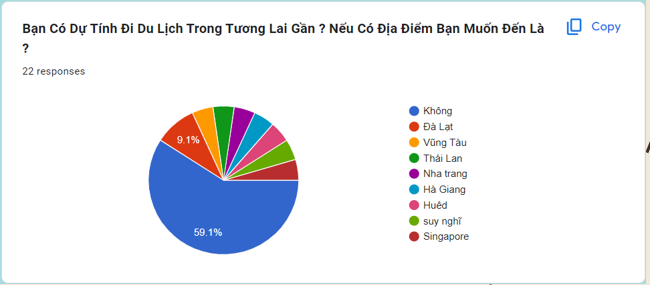 Bạn Có Dự Tính Đi Du Lịch Trong Tương Lai Gần ? Nếu Có Địa Điểm Bạn Muốn Đến Là
?
Copy
22 responses
Không
Đà Lạt
Vũng Tàu
Thái Lan
Nha trang
Hà Giang
Huếd
suy nghĩ
Singapore
9.1%
59.1%